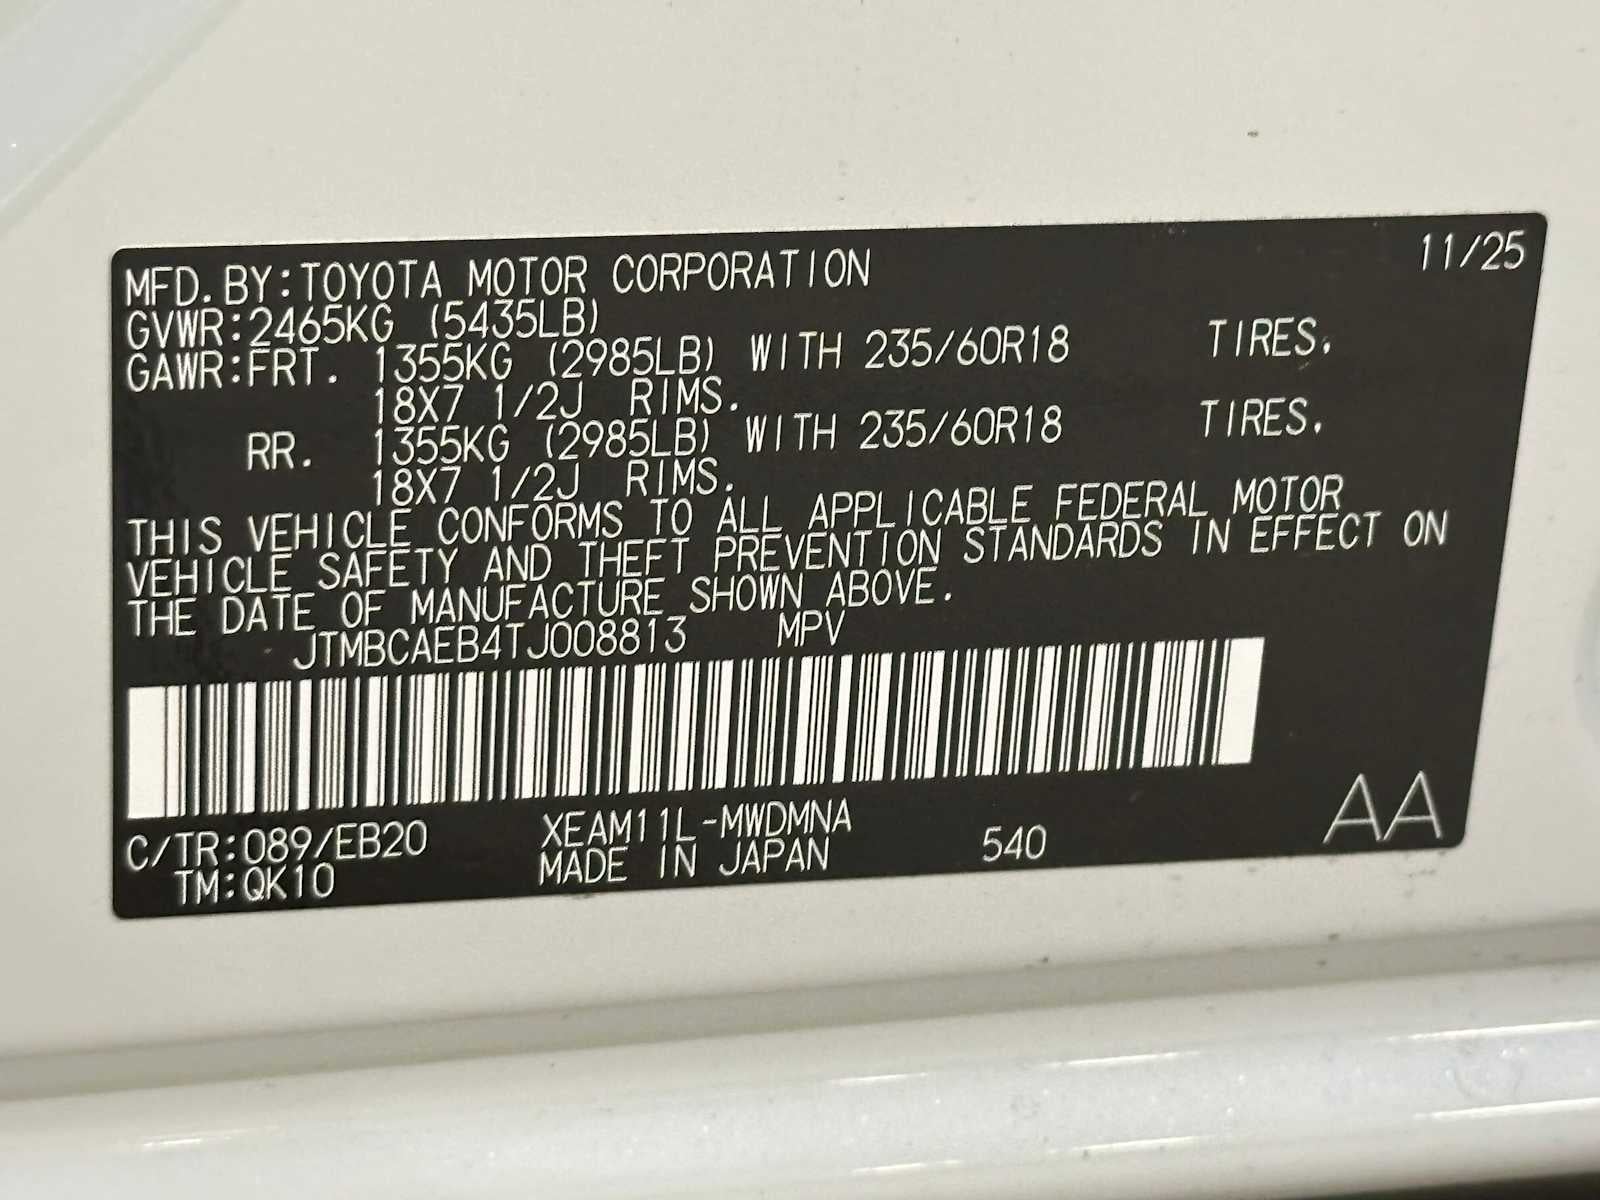 11/25
MFD.BY:TOYOTA MOTOR CORPORATION
GVWR:2465KG (5435LB)
GAWR:FRT. 1355KG (2985LB) WITH 235/60R18 TIRES,
18X7 1/2J RIMS.
RR. 1355KG (2985LB) WITH 235/60R18 TIRES,
18X7 1/2J RIMS.
THIS VEHICLE CONFORMS TO ALL APPLICABLE FEDERAL MOTOR
VEHICLE SAFETY AND THEFT PREVENTION STANDARDS IN EFFECT ON
THE DATE OF MANUFACTURE SHOWN ABOVE.
JTMBCAEB4TJ008813 MPV
C/TR:089/EB20 XEAM11L-MWDMNA
TM:QK10 MADE IN JAPAN 540 AA